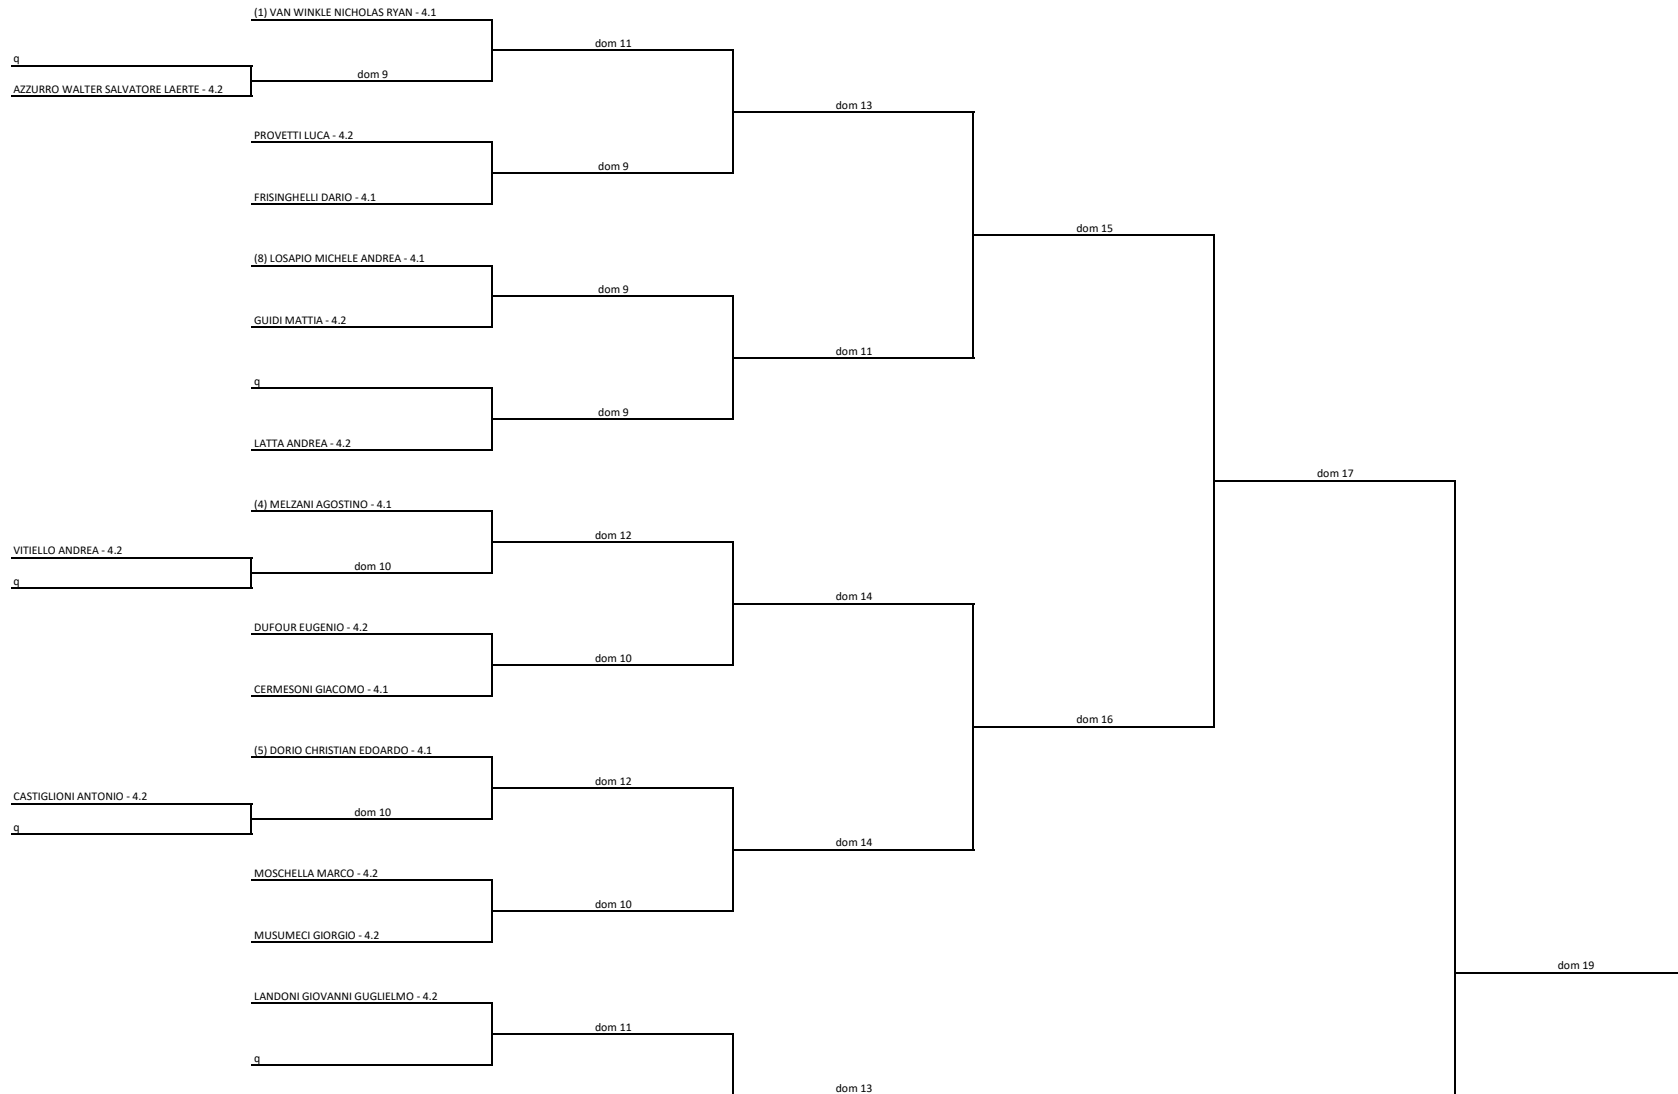 (1) VAN WINKLE NICHOLAS RYAN - 4.1
dom 11
q
dom 9
AZZURRO WALTER SALVATORE LAERTE - 4.2
dom 13
PROVETTI LUCA - 4.2
dom 9
FRISINGHELLI DARIO - 4.1
dom 15
(8) LOSAPIO MICHELE ANDREA - 4.1
dom 9
GUIDI MATTIA - 4.2
dom 11
q
dom 9
LATTA ANDREA - 4.2
dom 17
(4) MELZANI AGOSTINO - 4.1
dom 12
VITIELLO ANDREA - 4.2
dom 10
q
dom 14
DUFOUR EUGENIO - 4.2
dom 10
CERMESONI GIACOMO - 4.1
dom 16
(5) DORIO CHRISTIAN EDOARDO - 4.1
dom 12
CASTIGLIONI ANTONIO - 4.2
dom 10
q
dom 14
MOSCHELLA MARCO - 4.2
dom 10
MUSUMECI GIORGIO - 4.2
dom 19
LANDONI GIOVANNI GUGLIELMO - 4.2
dom 11
q
dom 13